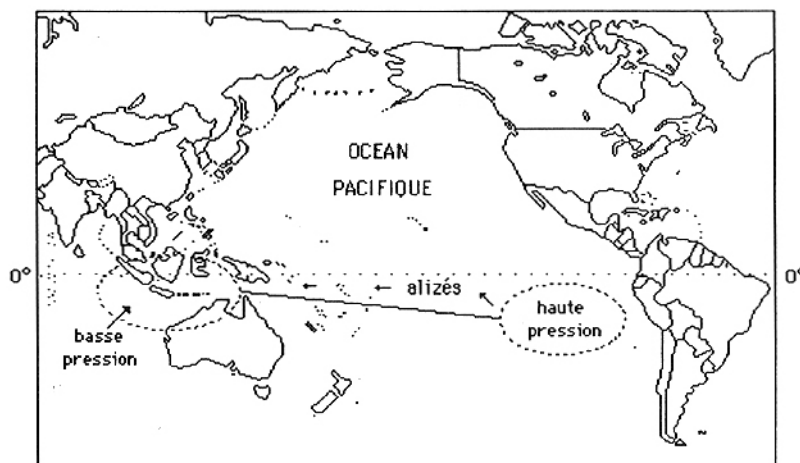 OCEAN
PACIFIQUE
0°
0°
alizés
haute
pression
basse
pression